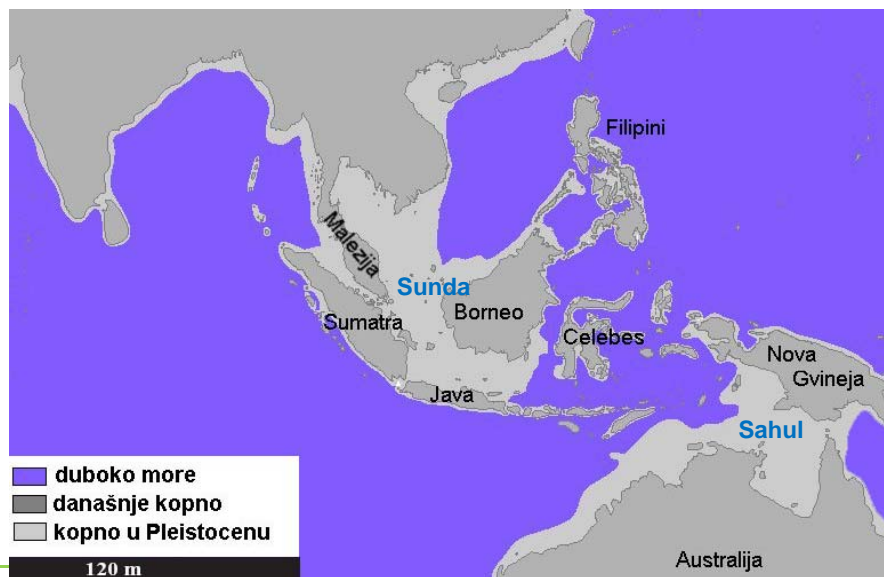 Filipini
Malezija
Sunda
Sumatra
Borneo
Celebes
Nova
Gvineja
Java
Sahul
duboko more
današnje kopno
kopno u Pleistocenu
120 m
Australija